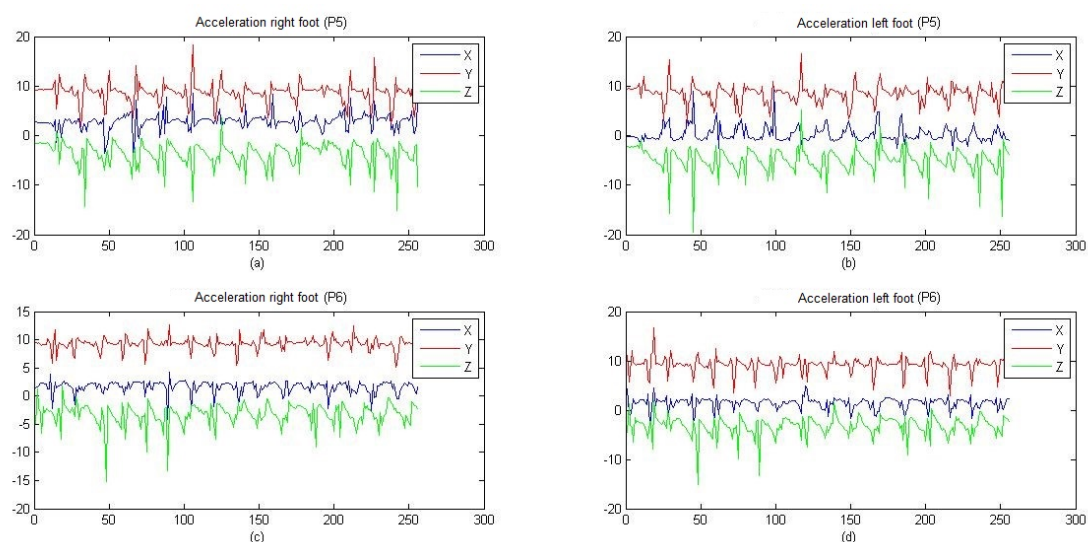 Acceleration right foot (P5)
20
10
0
-10
-20
0 50 100 150 200 250 300
X
Y
Z
(a)
Acceleration left foot (P5)
20
10
0
-10
-20
0 50 100 150 200 250 300
X
Y
Z
(b)
Acceleration right foot (P6)
15
10
5
0
-5
-10
15
-20
0 50 100 150 200 250 300
X
Y
Z
(c)
Acceleration left foot (P6)
20
10
0
-10
-20
0 50 100 150 200 250 300
X
Y
Z
(d)